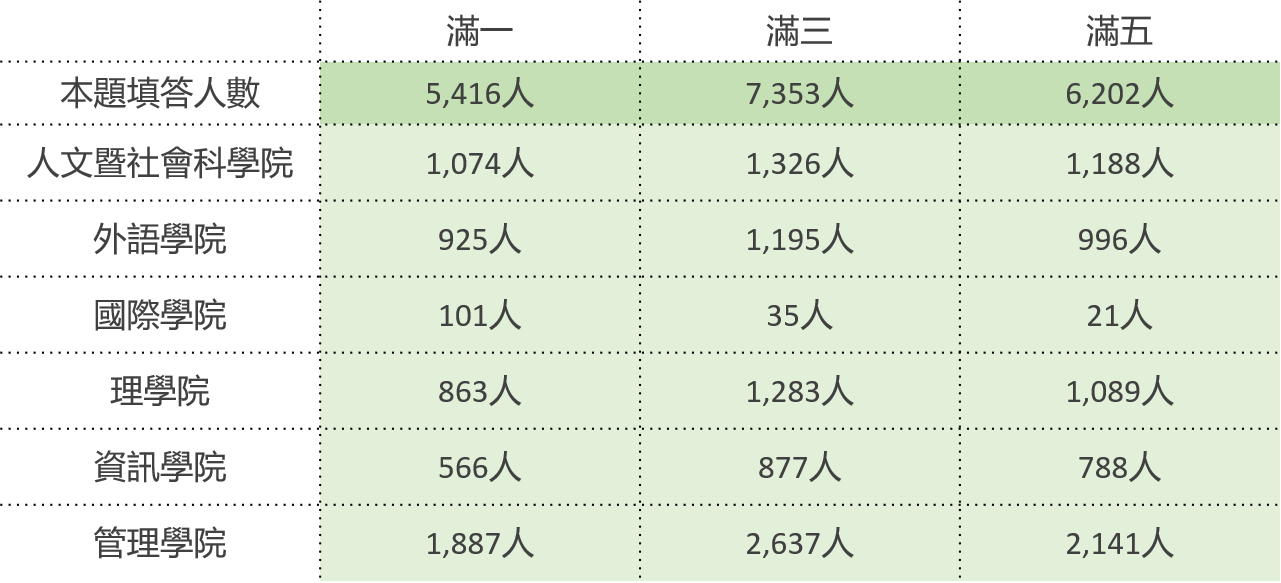 滿一 滿三 滿五
本題填答人數 5,416人 7,353人 6,202人
人文暨社會科學院 1,074人 1,326人 1,188人
外語學院 925人 1,195人 996人
國際學院 101人 35人 21人
理學院 863人 1,283人 1,089人
資訊學院 566人 877人 788人
管理學院 1,887人 2,637人 2,141人